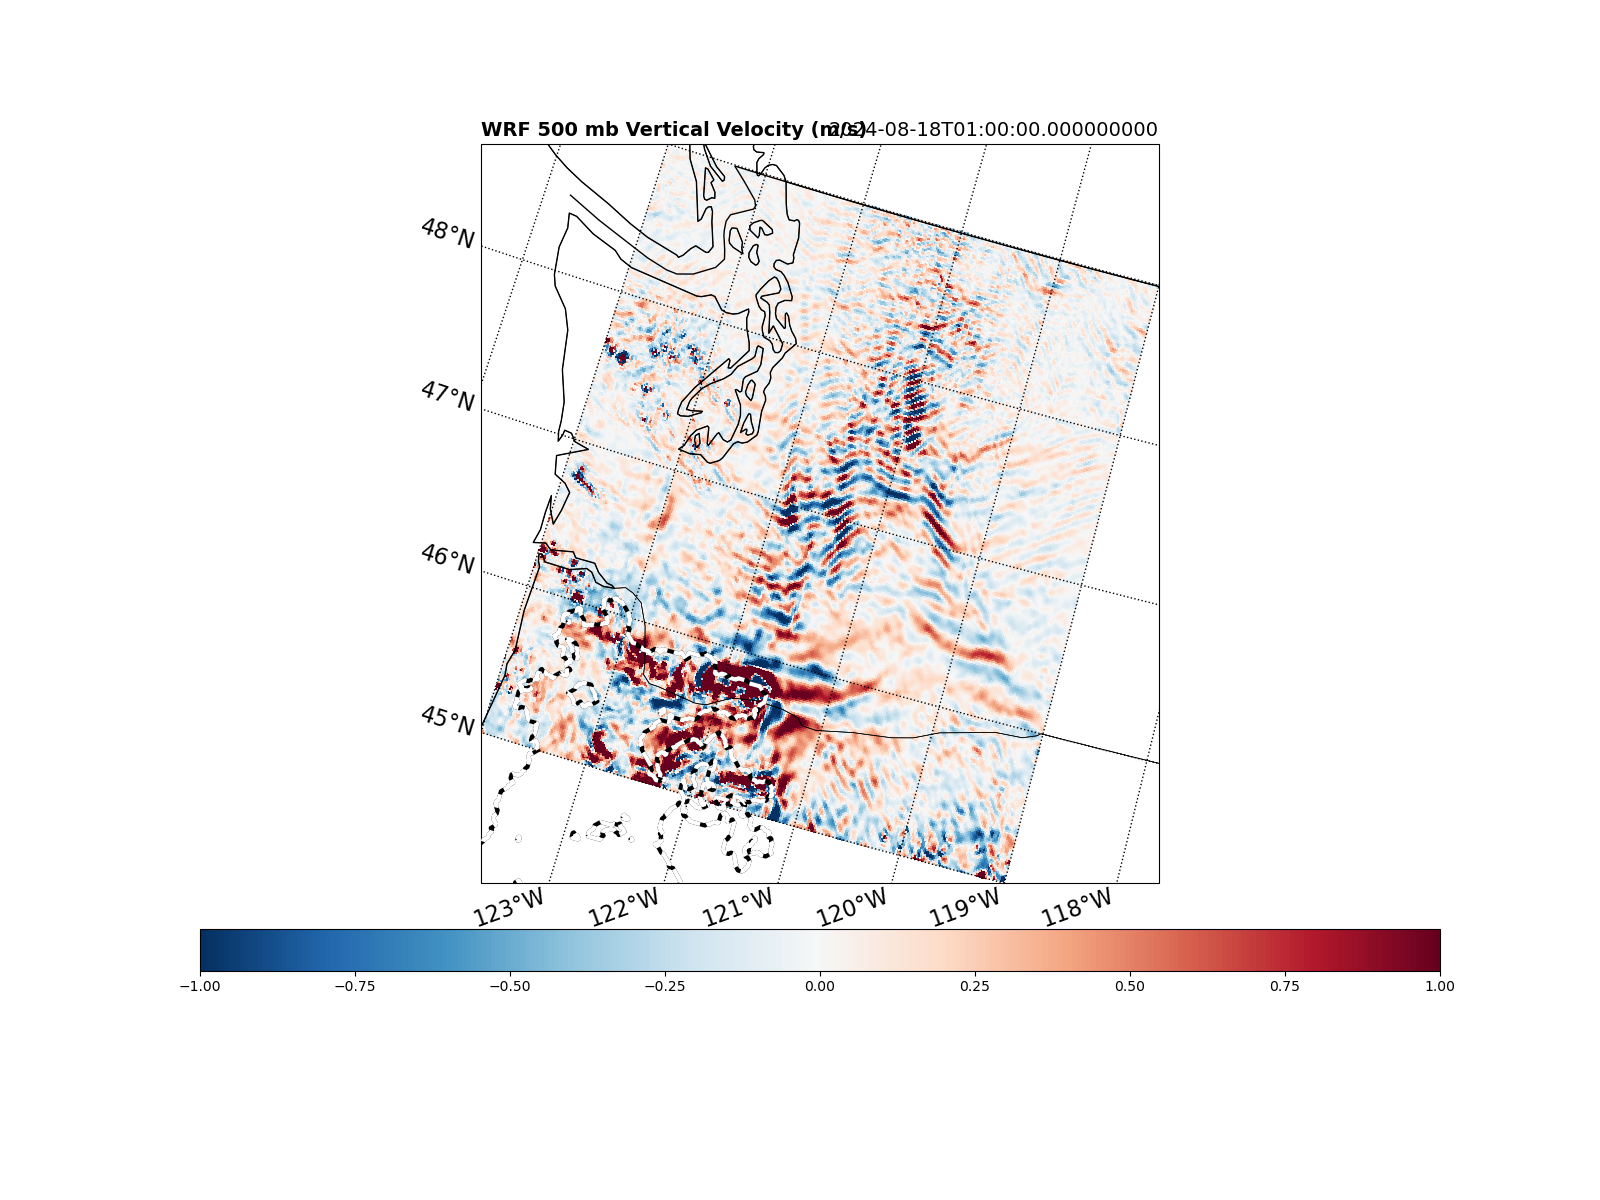 WRF 500 mb Vertical Velocity (m/s) 2024-08-18T01:00:00.000000000
48°N
47°N
46°N
45°N
123°W 122°W 121°W 120°W 119°W 118°W
−1.00 −0.75 −0.50 −0.25 0.00 0.25 0.50 0.75 1.00